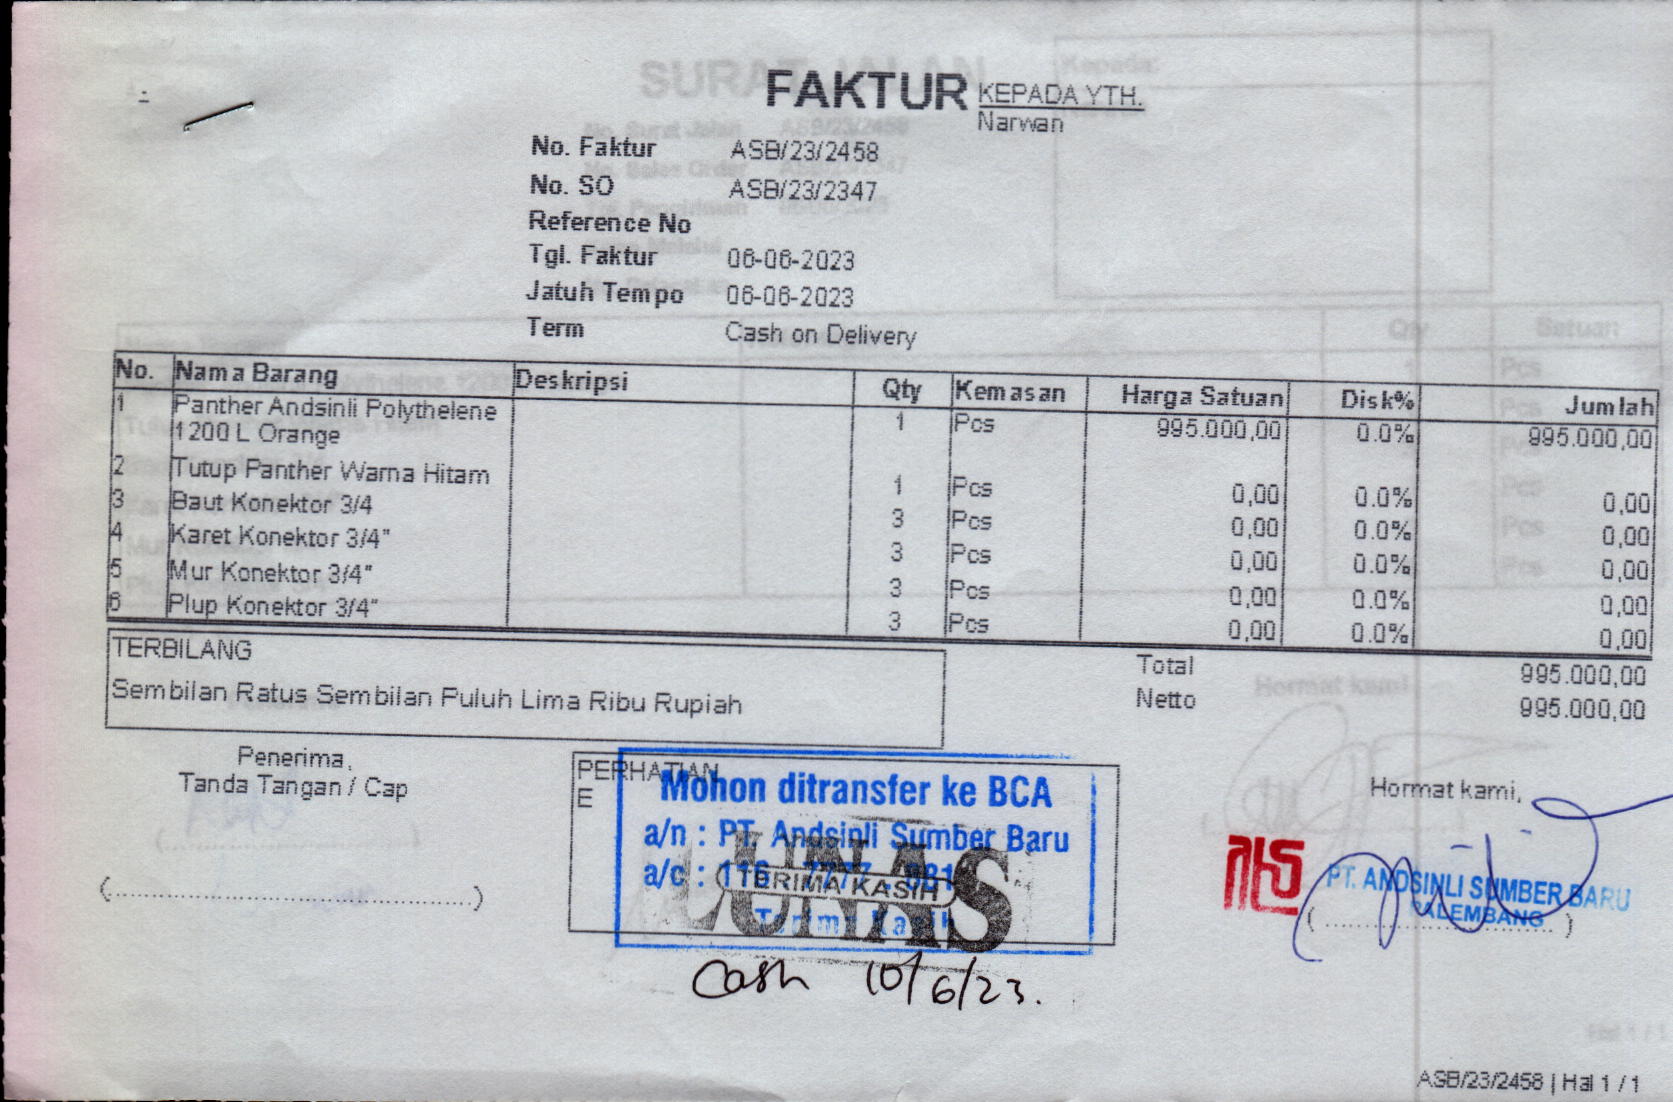 FAKTUR
KEPADA YTH.
Narwan
No. Faktur ASB/23/2458
No. SO ASB/23/2347
Reference No
Tgl. Faktur 06-06-2023
Jatuh Tempo 06-06-2023
Term Cash on Delivery
No. Nama Barang Deskripsi Qty Kemasan Harga Satuan Disk% Jumlah
1 Panther Andsinli Polythelene 1 Pcs 995.000,00 0.0% 995.000,00
1200 L Orange
2 Tutup Panther Warna Hitam 1 Pcs 0,00 0.0% 0,00
3 Baut Konektor 3/4 3 Pcs 0,00 0.0% 0,00
4 Karet Konektor 3/4" 3 Pcs 0,00 0.0% 0,00
5 Mur Konektor 3/4" 3 Pcs 0,00 0.0% 0,00
6 Plup Konektor 3/4" 3 Pcs 0,00 0.0% 0,00
TERBILANG
Sembilan Ratus Sembilan Puluh Lima Ribu Rupiah
Total 995.000,00
Netto 995.000,00
Penerima,
Tanda Tangan / Cap
(........................)
PERHATIAN
E
Mohon ditransfer ke BCA
a/n : PT. Andsinli Sumber Baru
a/c : 116
Terima Kasih
LUNAS
TERIMA KASIH
Cash 10/6/23.
Hormat kami,
PT. ANDSINLI SUMBER BARU
PALEMBANG
ASB/23/2458 | Hal 1 / 1